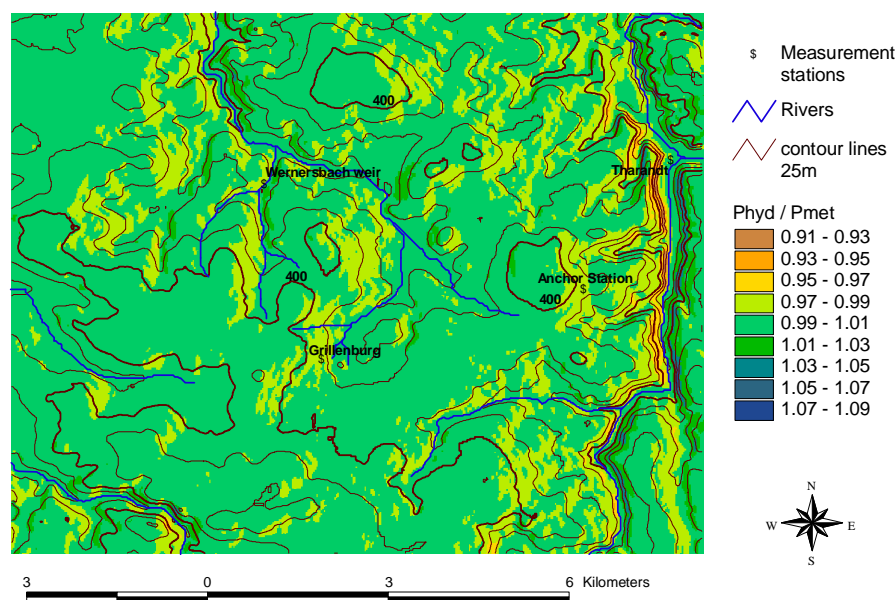 400
Wernersbach weir
Tharandt
400
Anchor Station
400
Grillenburg
$ Measurement
stations
Rivers
contour lines
25m
Phyd / Pmet
0.91 - 0.93
0.93 - 0.95
0.95 - 0.97
0.97 - 0.99
0.99 - 1.01
1.01 - 1.03
1.03 - 1.05
1.05 - 1.07
1.07 - 1.09
N
W E
S
3 0 3 6 Kilometers